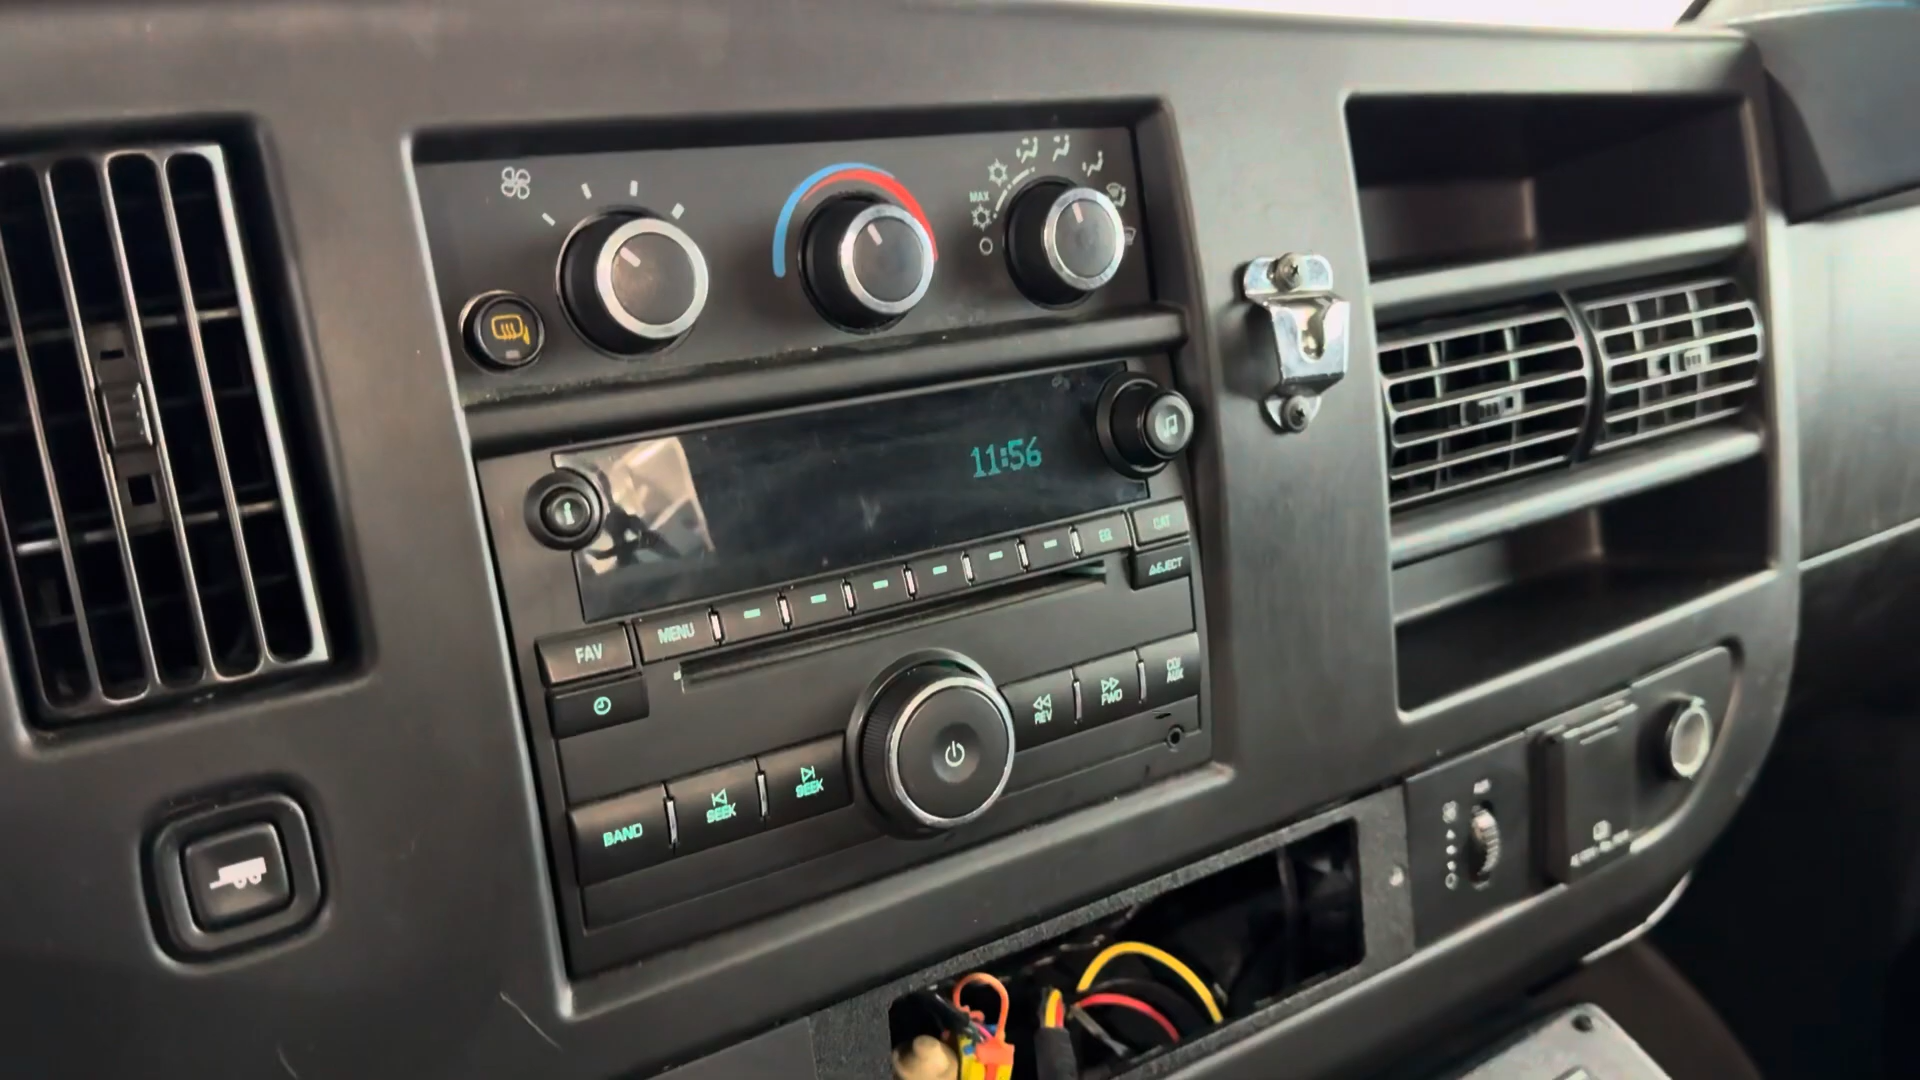 MAX
11:56
CAT
EQ
EJECT
MENU
FAV
CD/
AUX
FWD
REV
SEEK
SEEK
BAND